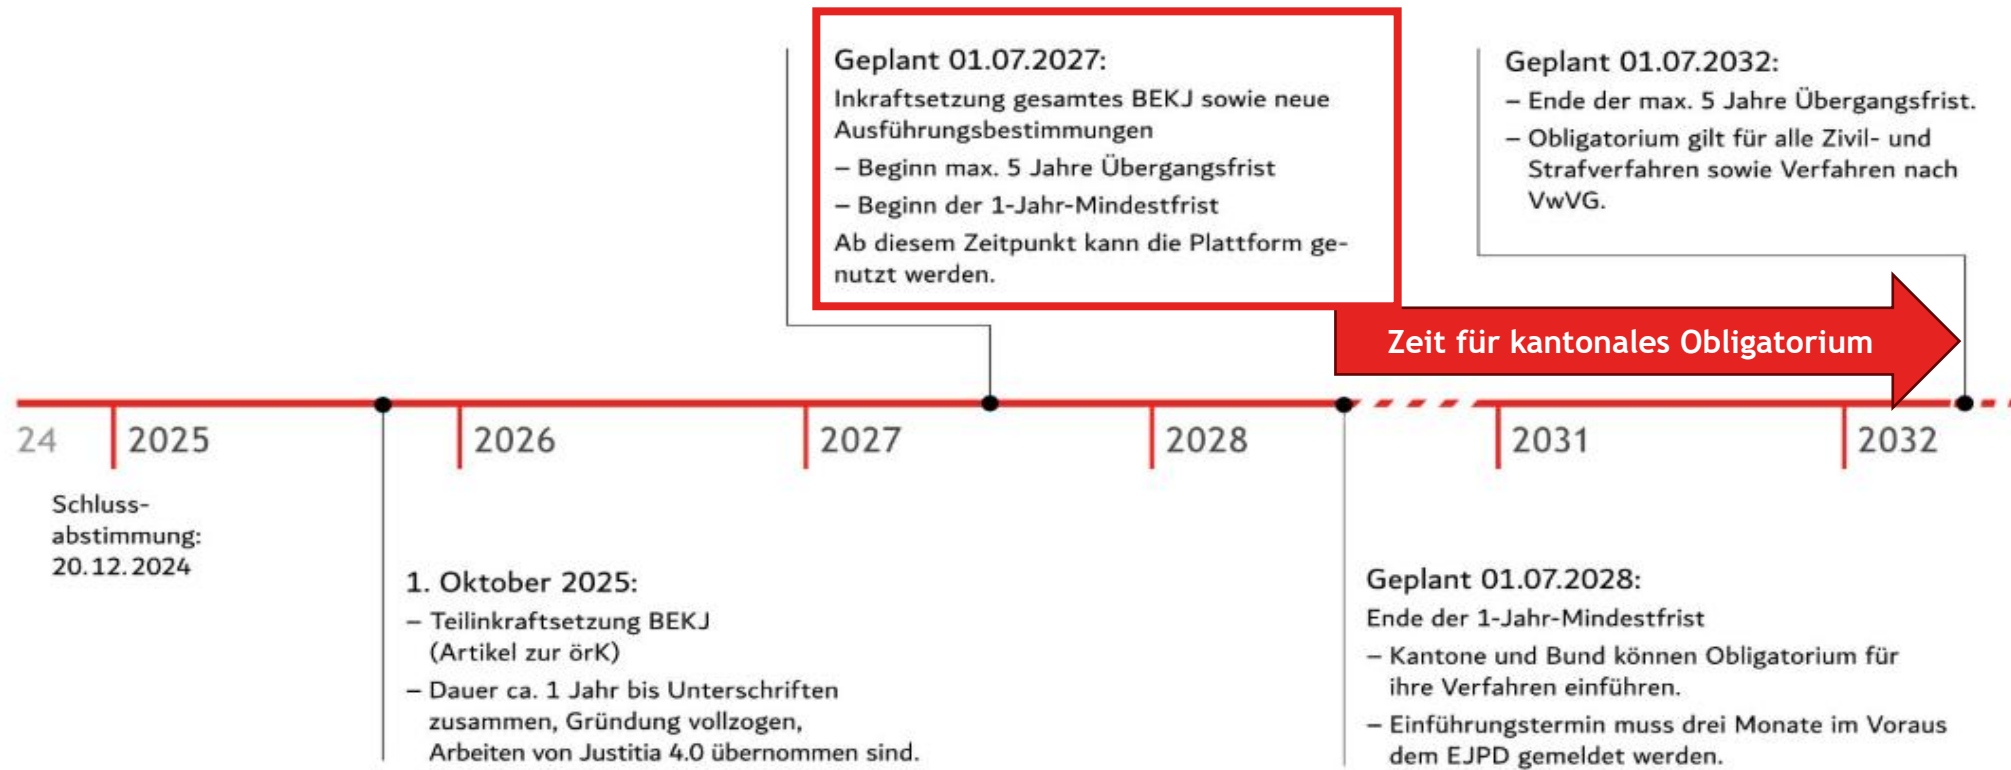 Geplant 01.07.2027:
Inkraftsetzung gesamtes BEKJ sowie neue
Ausführungsbestimmungen
– Beginn max. 5 Jahre Übergangsfrist
– Beginn der 1-Jahr-Mindestfrist
Ab diesem Zeitpunkt kann die Plattform ge-
nutzt werden.
Geplant 01.07.2032:
– Ende der max. 5 Jahre Übergangsfrist.
– Obligatorium gilt für alle Zivil- und
Strafverfahren sowie Verfahren nach
VwVG.
Zeit für kantonales Obligatorium
24
2025
2026
2027
2028
2031
2032
Schluss-
abstimmung:
20.12.2024
1. Oktober 2025:
– Teilinkraftsetzung BEKJ
(Artikel zur örK)
– Dauer ca. 1 Jahr bis Unterschriften
zusammen, Gründung vollzogen,
Arbeiten von Justitia 4.0 übernommen sind.
Geplant 01.07.2028:
Ende der 1-Jahr-Mindestfrist
– Kantone und Bund können Obligatorium für
ihre Verfahren einführen.
– Einführungstermin muss drei Monate im Voraus
dem EJPD gemeldet werden.